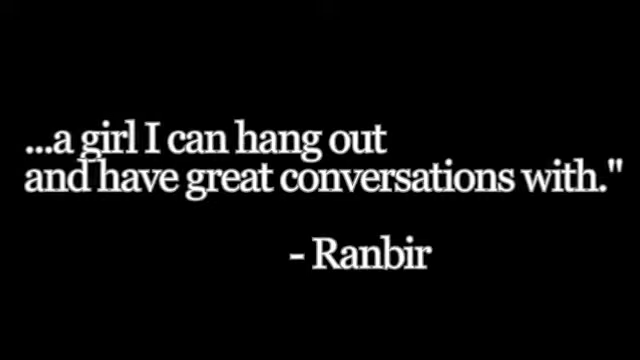 ...a girl I can hang out
and have great conversations with."
- Ranbir